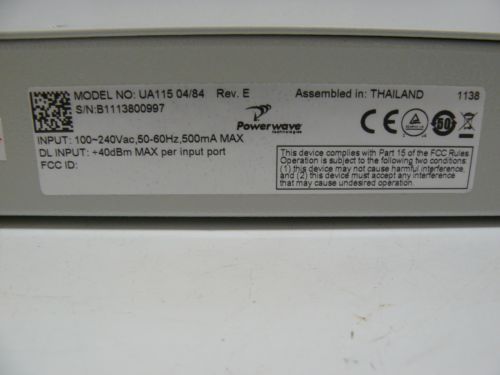 MODEL NO: UA115 04/84 Rev. E Assembled in: THAILAND 1138
S/N:B1113800997
Powerwave
technologies
INPUT: 100~240Vac,50-60Hz,500mA MAX
DL INPUT: +40dBm MAX per input port
FCC ID:
CE 50
This device complies with Part 15 of the FCC Rules
Operation is subject to the following two conditions:
(1) this device may not cause harmful interference,
and (2) this device must accept any interference
that may cause undesired operation.